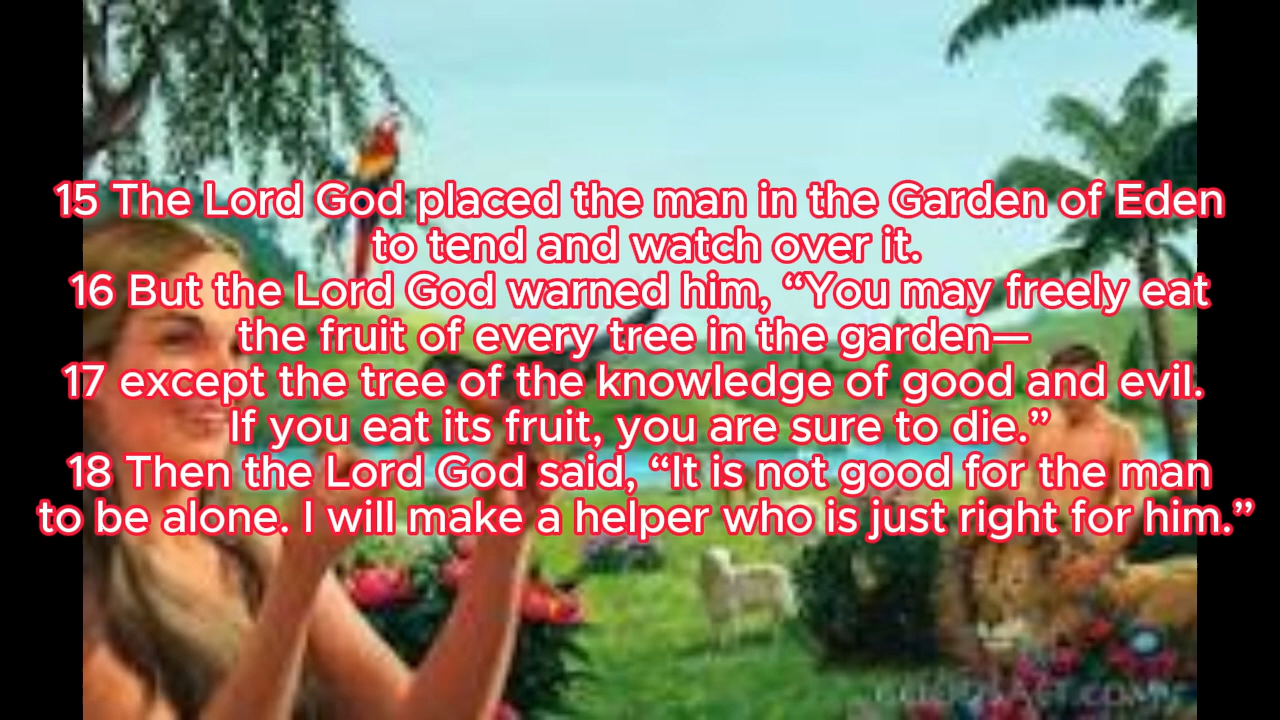 15 The Lord God placed the man in the Garden of Eden
to tend and watch over it.
16 But the Lord God warned him, “You may freely eat
the fruit of every tree in the garden—
17 except the tree of the knowledge of good and evil.
If you eat its fruit, you are sure to die.”
18 Then the Lord God said, “It is not good for the man
to be alone. I will make a helper who is just right for him.”